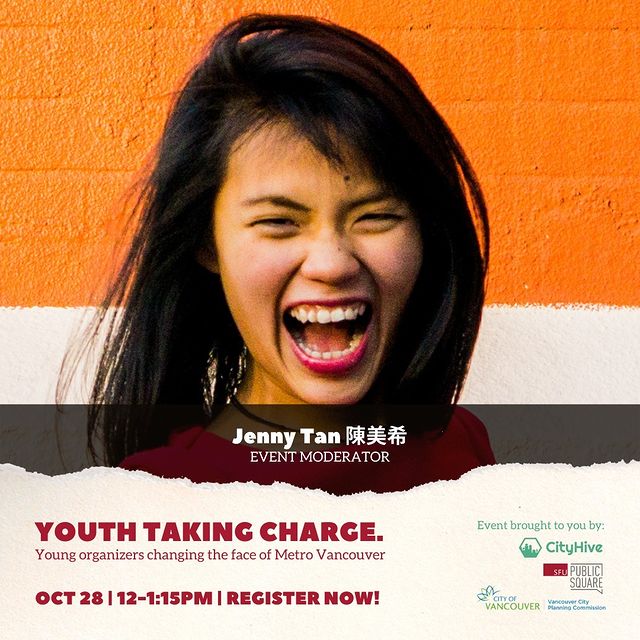 Jenny Tan 陳美希
EVENT MODERATOR
YOUTH TAKING CHARGE.
Young organizers changing the face of Metro Vancouver
OCT 28 | 12-1:15PM | REGISTER NOW!
Event brought to you by:
CityHive
SFU PUBLIC
SQUARE
CITY OF
VANCOUVER
Vancouver City
Planning Commission